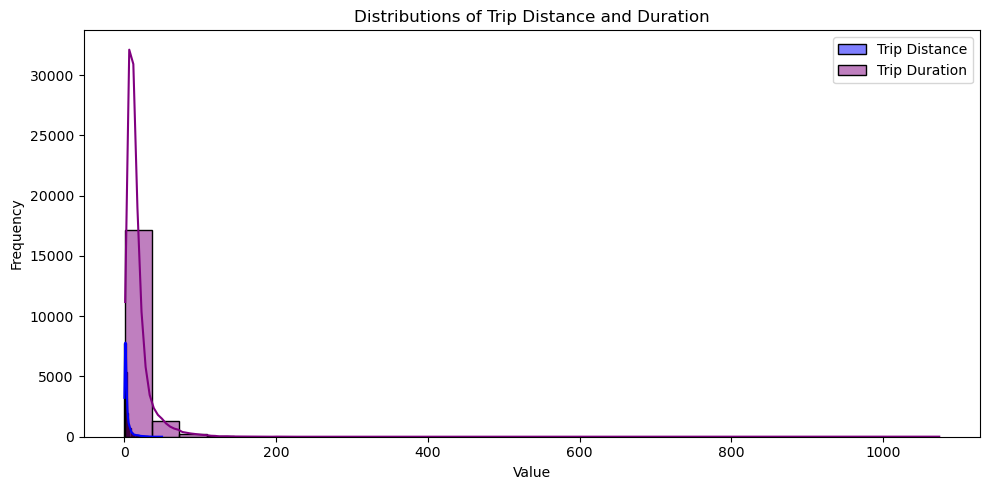 Distributions of Trip Distance and Duration
Trip Distance
Trip Duration
30000
25000
20000
15000
10000
5000
0
Frequency
0 200 400 600 800 1000
Value